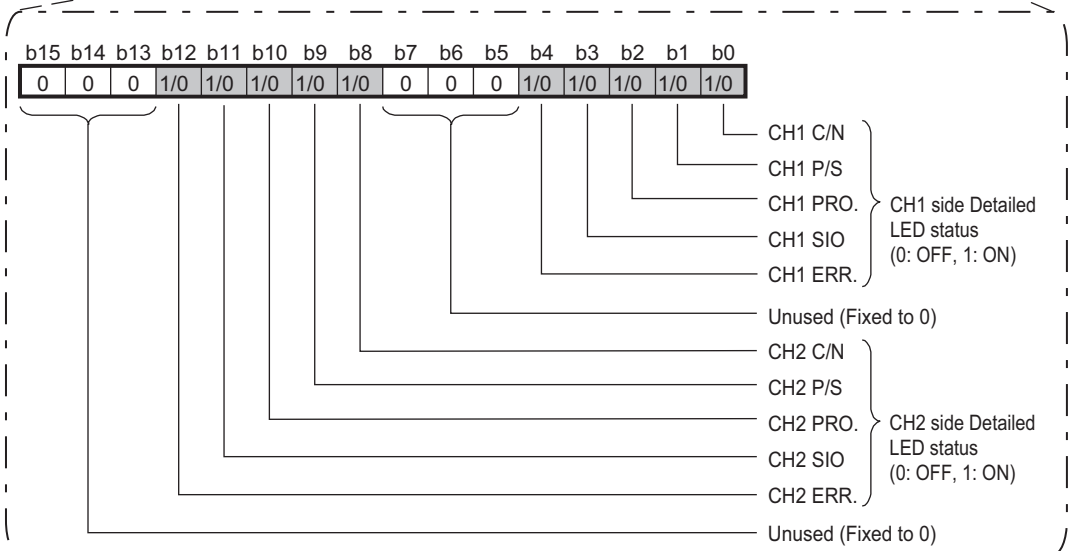 b15 b14 b13 b12 b11 b10 b9 b8 b7 b6 b5 b4 b3 b2 b1 b0
0 0 0 1/0 1/0 1/0 1/0 1/0 0 0 0 1/0 1/0 1/0 1/0 1/0
CH1 C/N
CH1 P/S
CH1 PRO.
CH1 SIO
CH1 ERR.
CH1 side Detailed
LED status
(0: OFF, 1: ON)
Unused (Fixed to 0)
CH2 C/N
CH2 P/S
CH2 PRO.
CH2 SIO
CH2 ERR.
CH2 side Detailed
LED status
(0: OFF, 1: ON)
Unused (Fixed to 0)